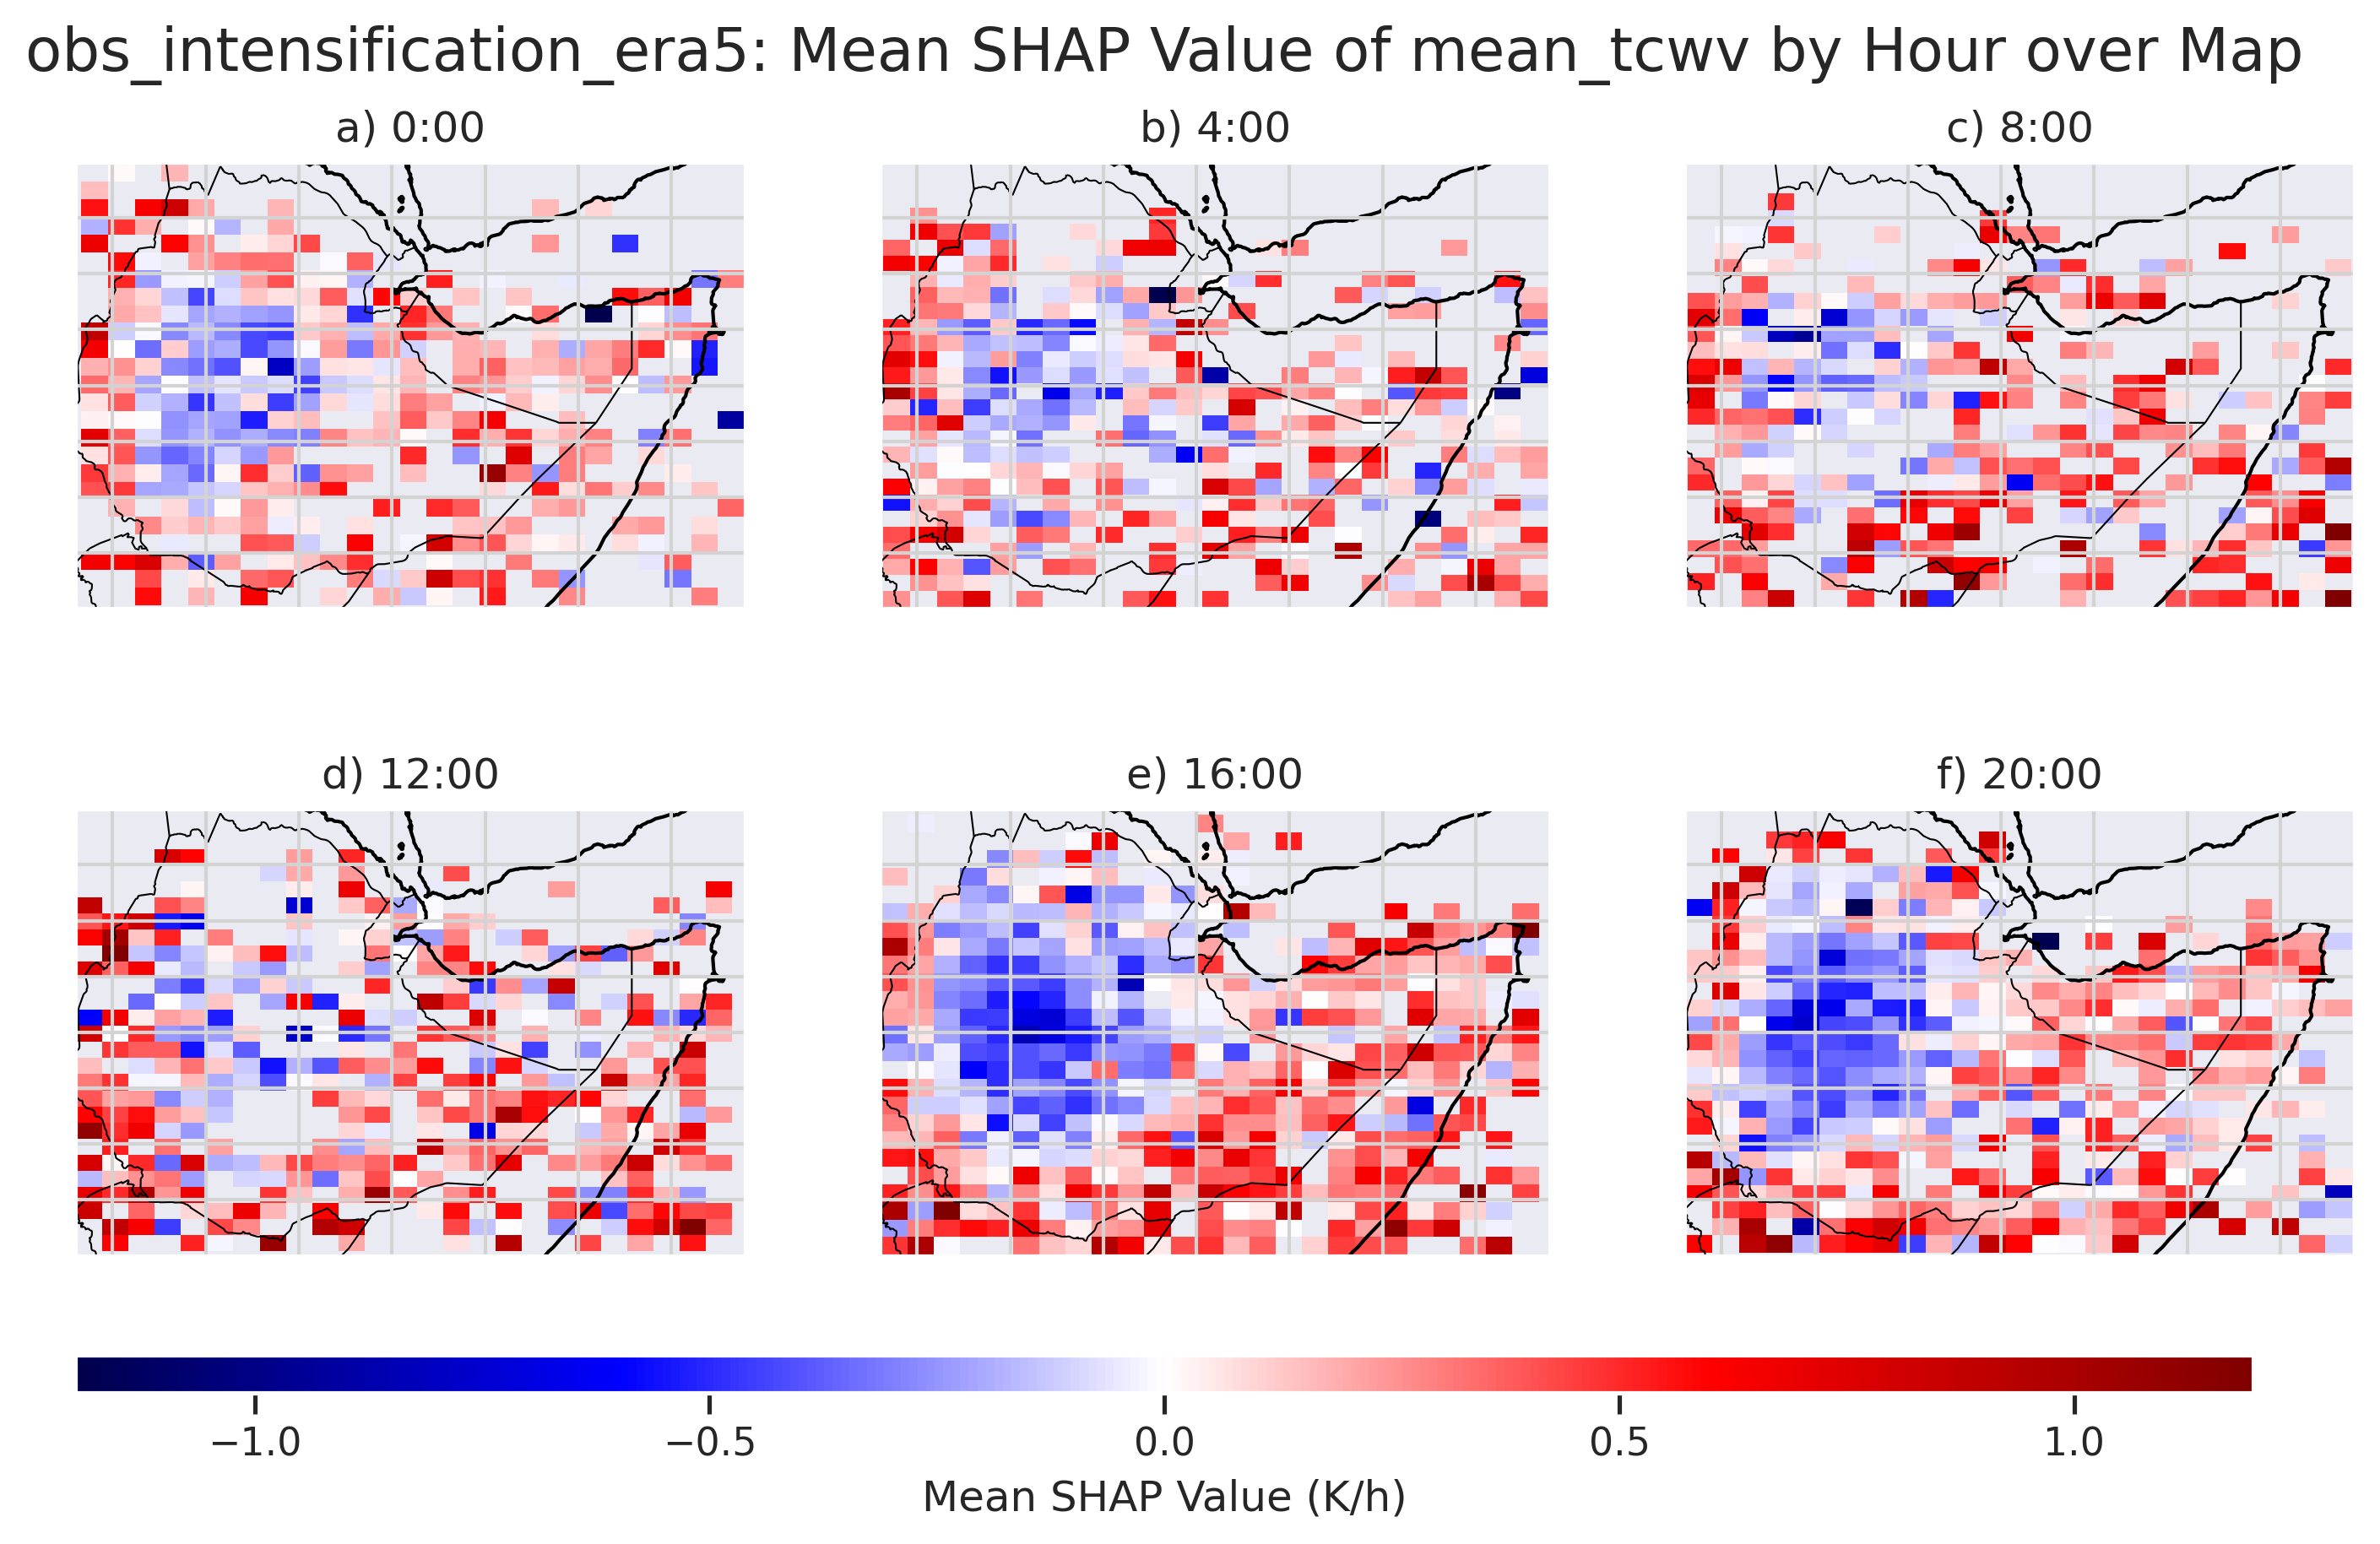 obs_intensification_era5: Mean SHAP Value of mean_tcwv by Hour over Map
a) 0:00
b) 4:00
c) 8:00
d) 12:00
e) 16:00
f) 20:00
−1.0
−0.5
0.0
0.5
1.0
Mean SHAP Value (K/h)